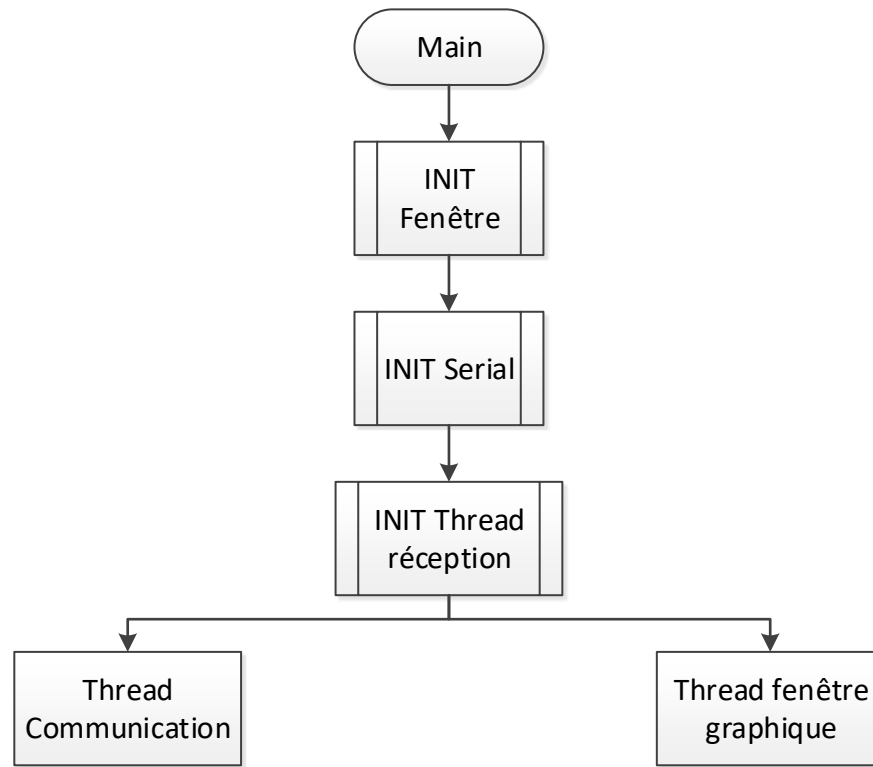 Main
INIT
Fenêtre
INIT Serial
INIT Thread
réception
Thread
Communication
Thread fenêtre
graphique